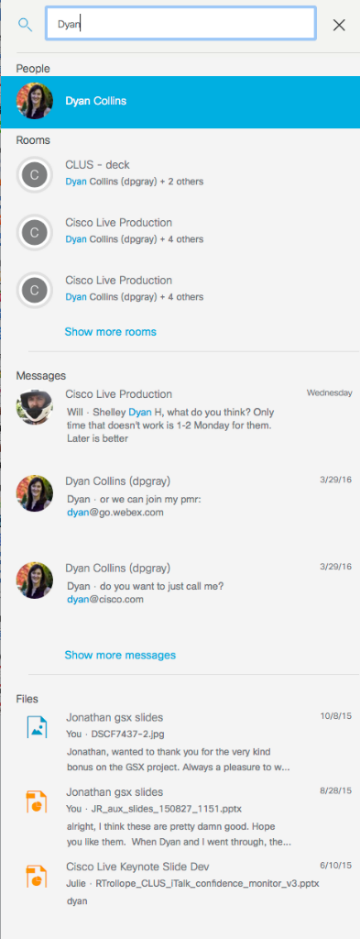 Dyan
People
Dyan Collins
Rooms
C
CLUS - deck
Dyan Collins (dpgray) + 2 others
C
Cisco Live Production
Dyan Collins (dpgray) + 4 others
C
Cisco Live Production
Dyan Collins (dpgray) + 4 others
Show more rooms
Messages
Cisco Live Production Wednesday
Will · Shelley Dyan H, what do you think? Only
time that doesn't work is 1-2 Monday for them.
Later is better
Dyan Collins (dpgray) 3/29/16
Dyan · or we can join my pmr:
dyan@go.webex.com
Dyan Collins (dpgray) 3/29/16
Dyan · do you want to just call me?
dyan@cisco.com
Show more messages
Files
Jonathan gsx slides 10/8/15
You · DSCF7437-2.jpg
Jonathan, wanted to thank you for the very kind
bonus on the GSX project. Always a pleasure to w...
Jonathan gsx slides 8/28/15
You · JR_aux_slides_150827_1151.pptx
alright, I think these are pretty damn good. Hope
you like them. When Dyan and I went through, the...
Cisco Live Keynote Slide Dev 6/10/15
Julie · RTrollope_CLUS_iTalk_confidence_monitor_v3.pptx
dyan